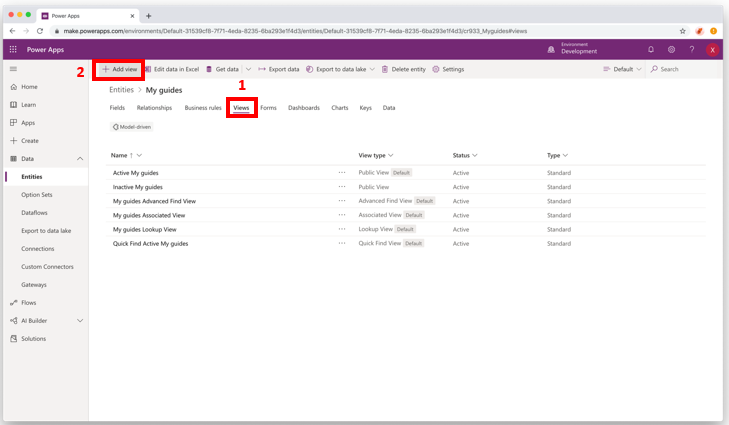 Power Apps
make.powerapps.com/environments/Default-31539cf8-7f71-4eda-8235-6ba293e1f4d3/entities/Default-31539cf8-7f71-4eda-8235-6ba293e1f4d3/cr933_Myguides#views
Power Apps
Environment
Development
X
2
+ Add view
Edit data in Excel
Get data
Export data
Export to data lake
Delete entity
Settings
Default
Search
1
Home
Learn
Apps
Create
Data
Entities
Option Sets
Dataflows
Export to data lake
Connections
Custom Connectors
Gateways
Flows
AI Builder
Solutions
Entities > My guides
Fields Relationships Business rules Views Forms Dashboards Charts Keys Data
Model-driven
Name ↑ View type Status Type
Active My guides ··· Public View Default Active Standard
Inactive My guides ··· Public View Active Standard
My guides Advanced Find View ··· Advanced Find View Default Active Standard
My guides Associated View ··· Associated View Default Active Standard
My guides Lookup View ··· Lookup View Default Active Standard
Quick Find Active My guides ··· Quick Find View Default Active Standard